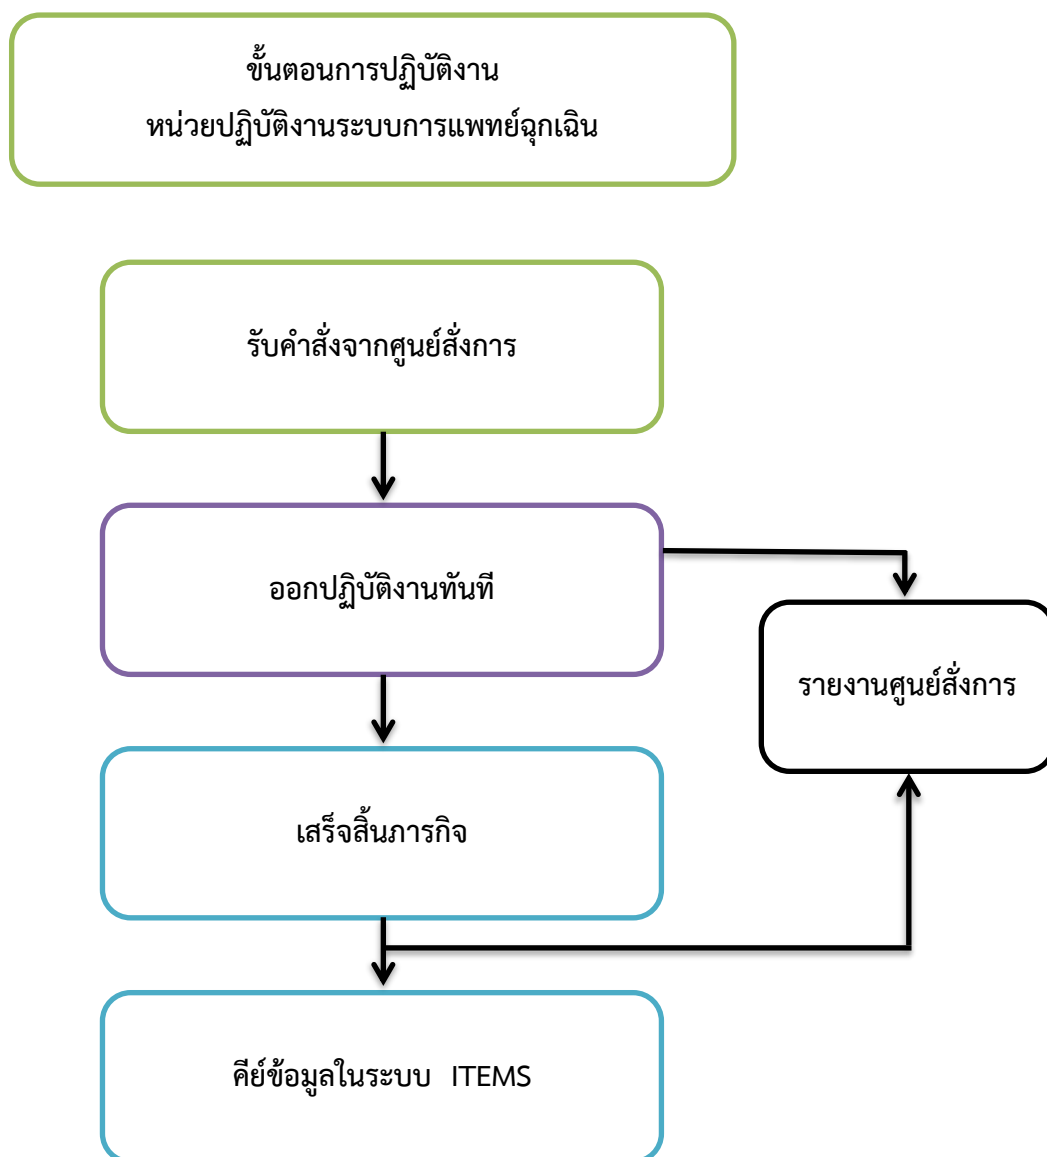 ขั้นตอนการปฏิบัติงาน
หน่วยปฏิบัติงานระบบการแพทย์ฉุกเฉิน
รับคำสั่งจากศูนย์สั่งการ
ออกปฏิบัติงานทันที
รายงานศูนย์สั่งการ
เสร็จสิ้นภารกิจ
คีย์ข้อมูลในระบบ ITEMS